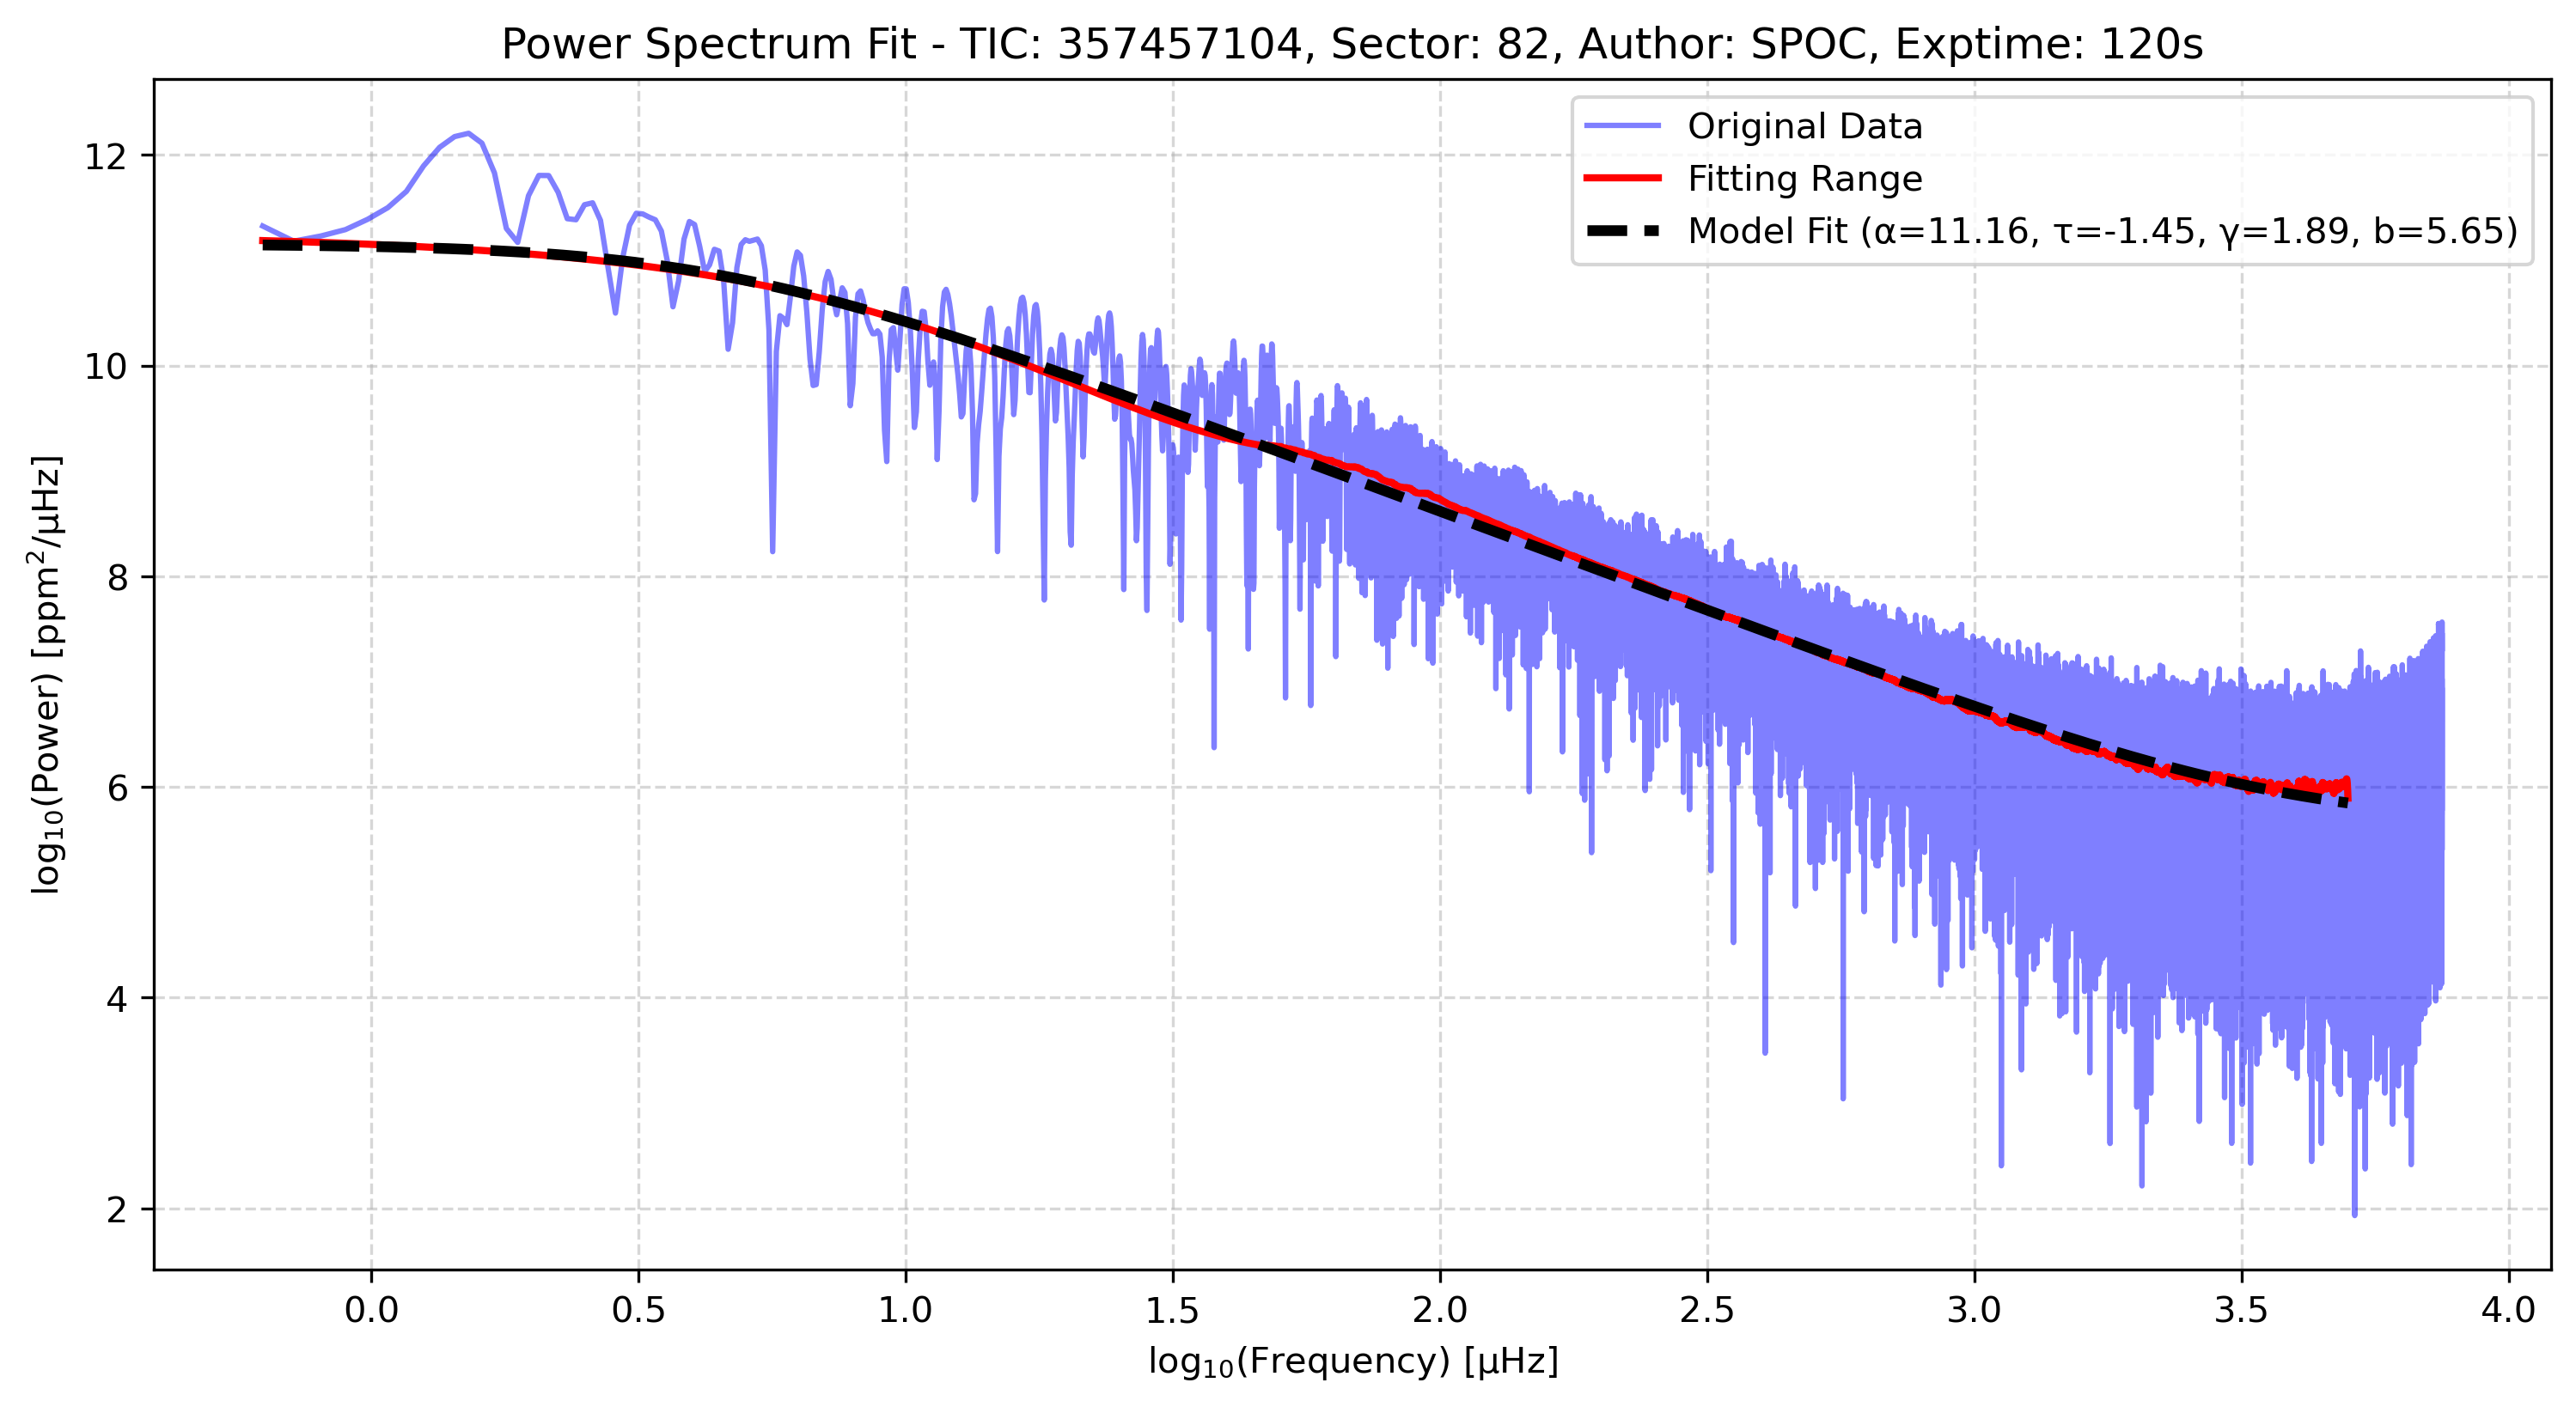 Power Spectrum Fit - TIC: 357457104, Sector: 82, Author: SPOC, Exptime: 120s
Original Data
Fitting Range
Model Fit (α=11.16, τ=-1.45, γ=1.89, b=5.65)
log₁₀(Power) [ppm²/μHz]
12
10
8
6
4
2
0.0 0.5 1.0 1.5 2.0 2.5 3.0 3.5 4.0
log₁₀(Frequency) [μHz]